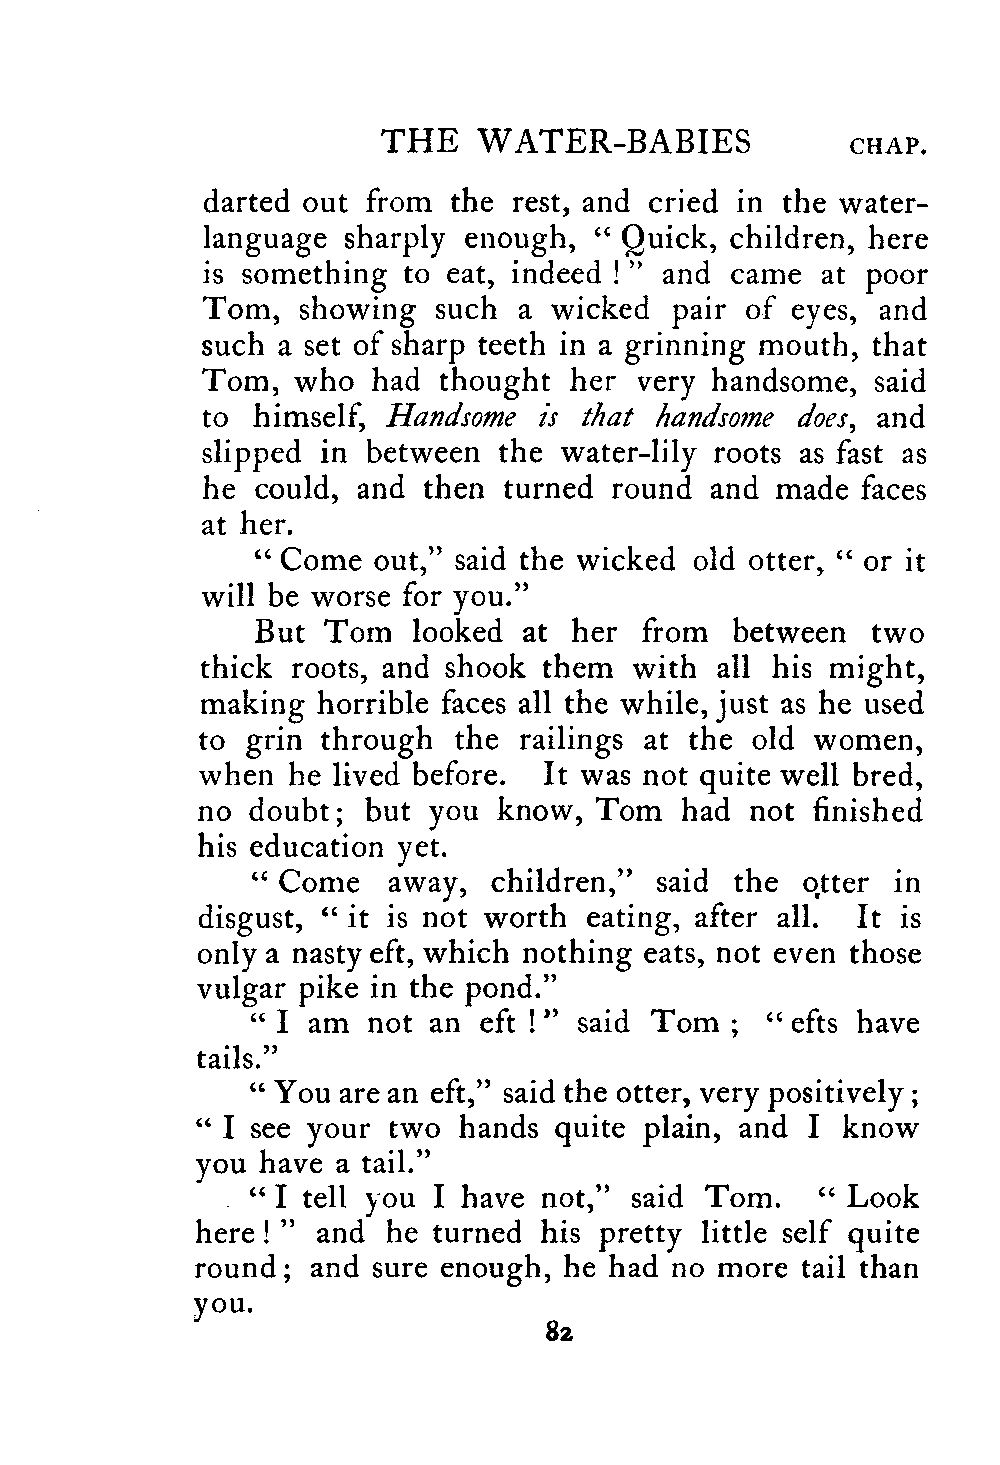 THE WATER-BABIES CHAP.
darted out from the rest, and cried in the water-
language sharply enough, “ Quick, children, here
is something to eat, indeed ! ” and came at poor
Tom, showing such a wicked pair of eyes, and
such a set of sharp teeth in a grinning mouth, that
Tom, who had thought her very handsome, said
to himself, Handsome is that handsome does, and
slipped in between the water-lily roots as fast as
he could, and then turned round and made faces
at her.
“ Come out,” said the wicked old otter, “ or it
will be worse for you.”
But Tom looked at her from between two
thick roots, and shook them with all his might,
making horrible faces all the while, just as he used
to grin through the railings at the old women,
when he lived before. It was not quite well bred,
no doubt; but you know, Tom had not finished
his education yet.
“ Come away, children,” said the otter in
disgust, “ it is not worth eating, after all. It is
only a nasty eft, which nothing eats, not even those
vulgar pike in the pond.”
“ I am not an eft ! ” said Tom ; “ efts have
tails.”
“ You are an eft,” said the otter, very positively ;
“ I see your two hands quite plain, and I know
you have a tail.”
“ I tell you I have not,” said Tom. “ Look
here ! ” and he turned his pretty little self quite
round ; and sure enough, he had no more tail than
you.
82